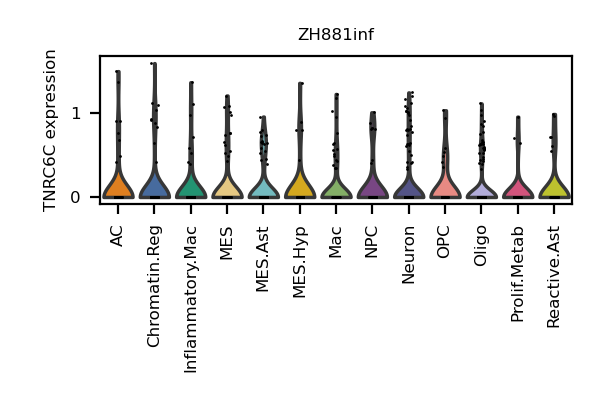 ZH881inf
TNRC6C expression
1
0
AC
Chromatin.Reg
Inflammatory.Mac
MES
MES.Ast
MES.Hyp
Mac
NPC
Neuron
OPC
Oligo
Prolif.Metab
Reactive.Ast